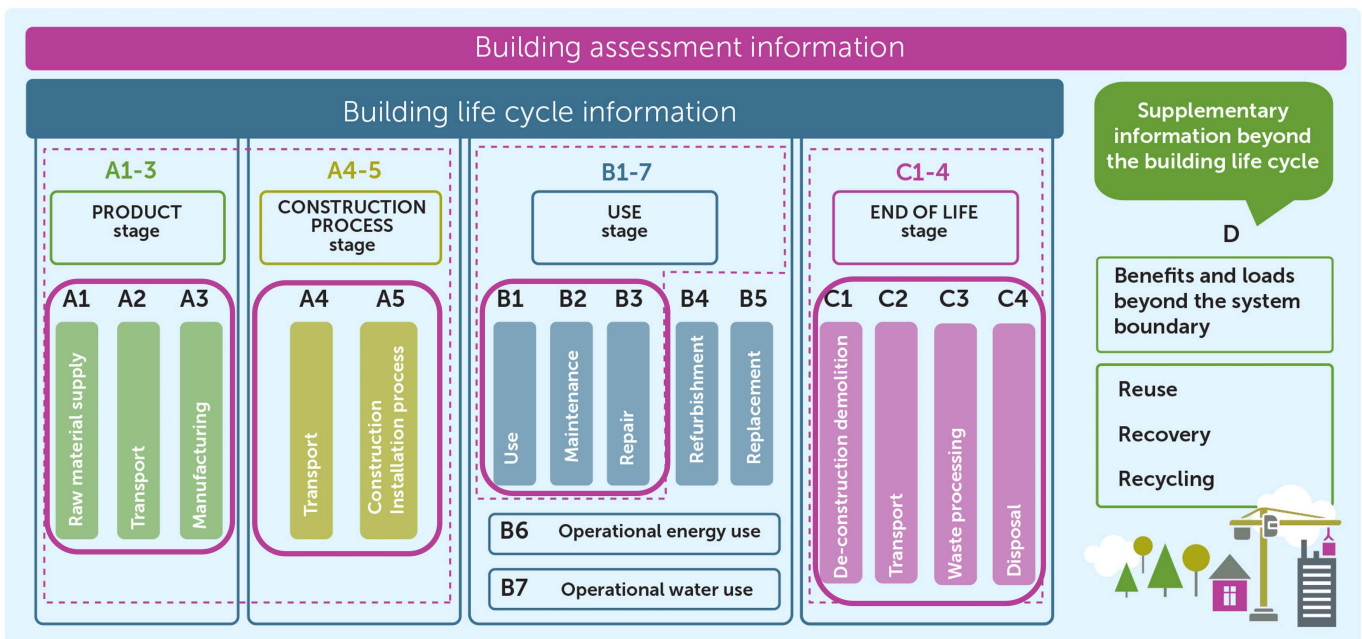 Building assessment information
Building life cycle information
Supplementary
information beyond
the building life cycle
A1-3
PRODUCT
stage
A1
A2
A3
Raw material supply
Transport
Manufacturing
A4-5
CONSTRUCTION
PROCESS
stage
A4
A5
Transport
Construction
Installation process
B1-7
USE
stage
B1
B2
B3
B4
B5
Use
Maintenance
Repair
Refurbishment
Replacement
B6 Operational energy use
B7 Operational water use
C1-4
END OF LIFE
stage
C1
C2
C3
C4
De-construction demolition
Transport
Waste processing
Disposal
D
Benefits and loads
beyond the system
boundary
Reuse
Recovery
Recycling